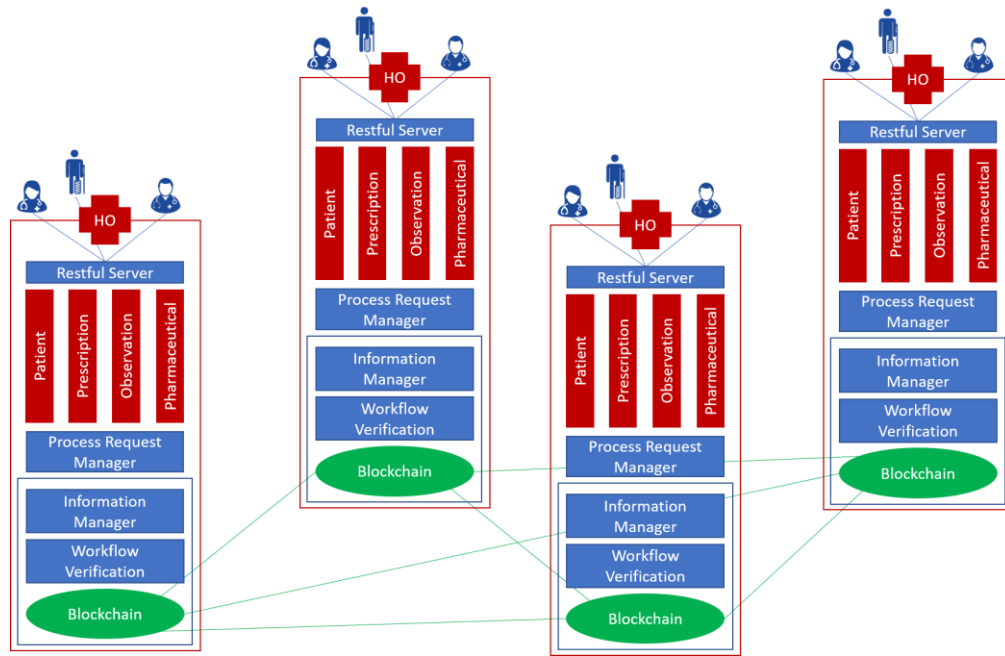 HO
Restful Server
Patient
Prescription
Observation
Pharmaceutical
Process Request
Manager
Information
Manager
Workflow
Verification
Blockchain
HO
Restful Server
Patient
Prescription
Observation
Pharmaceutical
Process Request
Manager
Information
Manager
Workflow
Verification
Blockchain
HO
Restful Server
Patient
Prescription
Observation
Pharmaceutical
Process Request
Manager
Information
Manager
Workflow
Verification
Blockchain
HO
Restful Server
Patient
Prescription
Observation
Pharmaceutical
Process Request
Manager
Information
Manager
Workflow
Verification
Blockchain